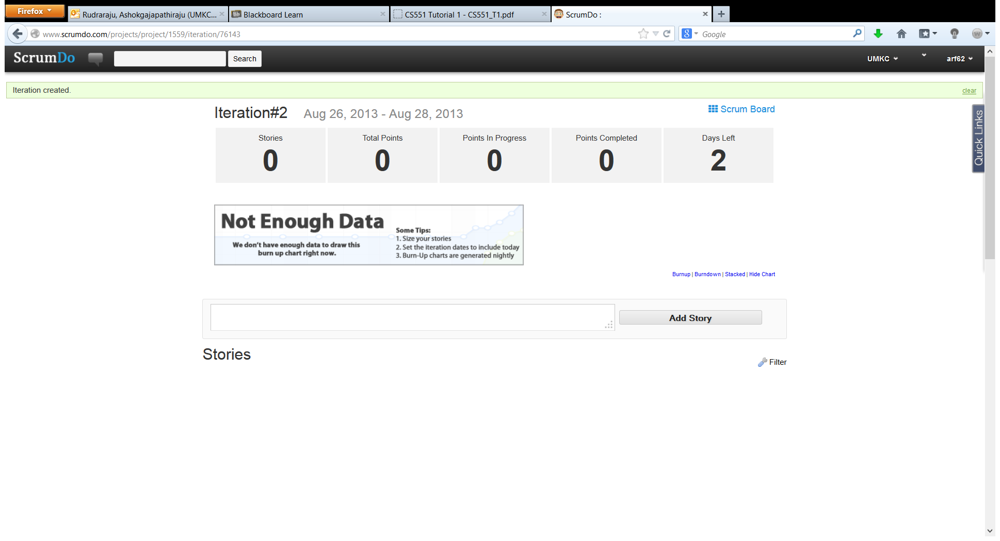 Firefox
Rudraraju, Ashokgajapathiraju (UMKC...
Blackboard Learn
CS551 Tutorial 1 - CS551_T1.pdf
ScrumDo :
www.scrumdo.com/projects/project/1559/iteration/76143
Google
ScrumDo
Search
UMKC
arf62
Iteration created.
clear
Iteration#2
Aug 26, 2013 - Aug 28, 2013
Scrum Board
Quick Links
Stories
0
Total Points
0
Points In Progress
0
Points Completed
0
Days Left
2
Not Enough Data
We don't have enough data to draw this
burn up chart right now.
Some Tips:
1. Size your stories
2. Set the iteration dates to include today
3. Burn-Up charts are generated nightly
Burnup | Burndown | Stacked | Hide Chart
Add Story
Stories
Filter